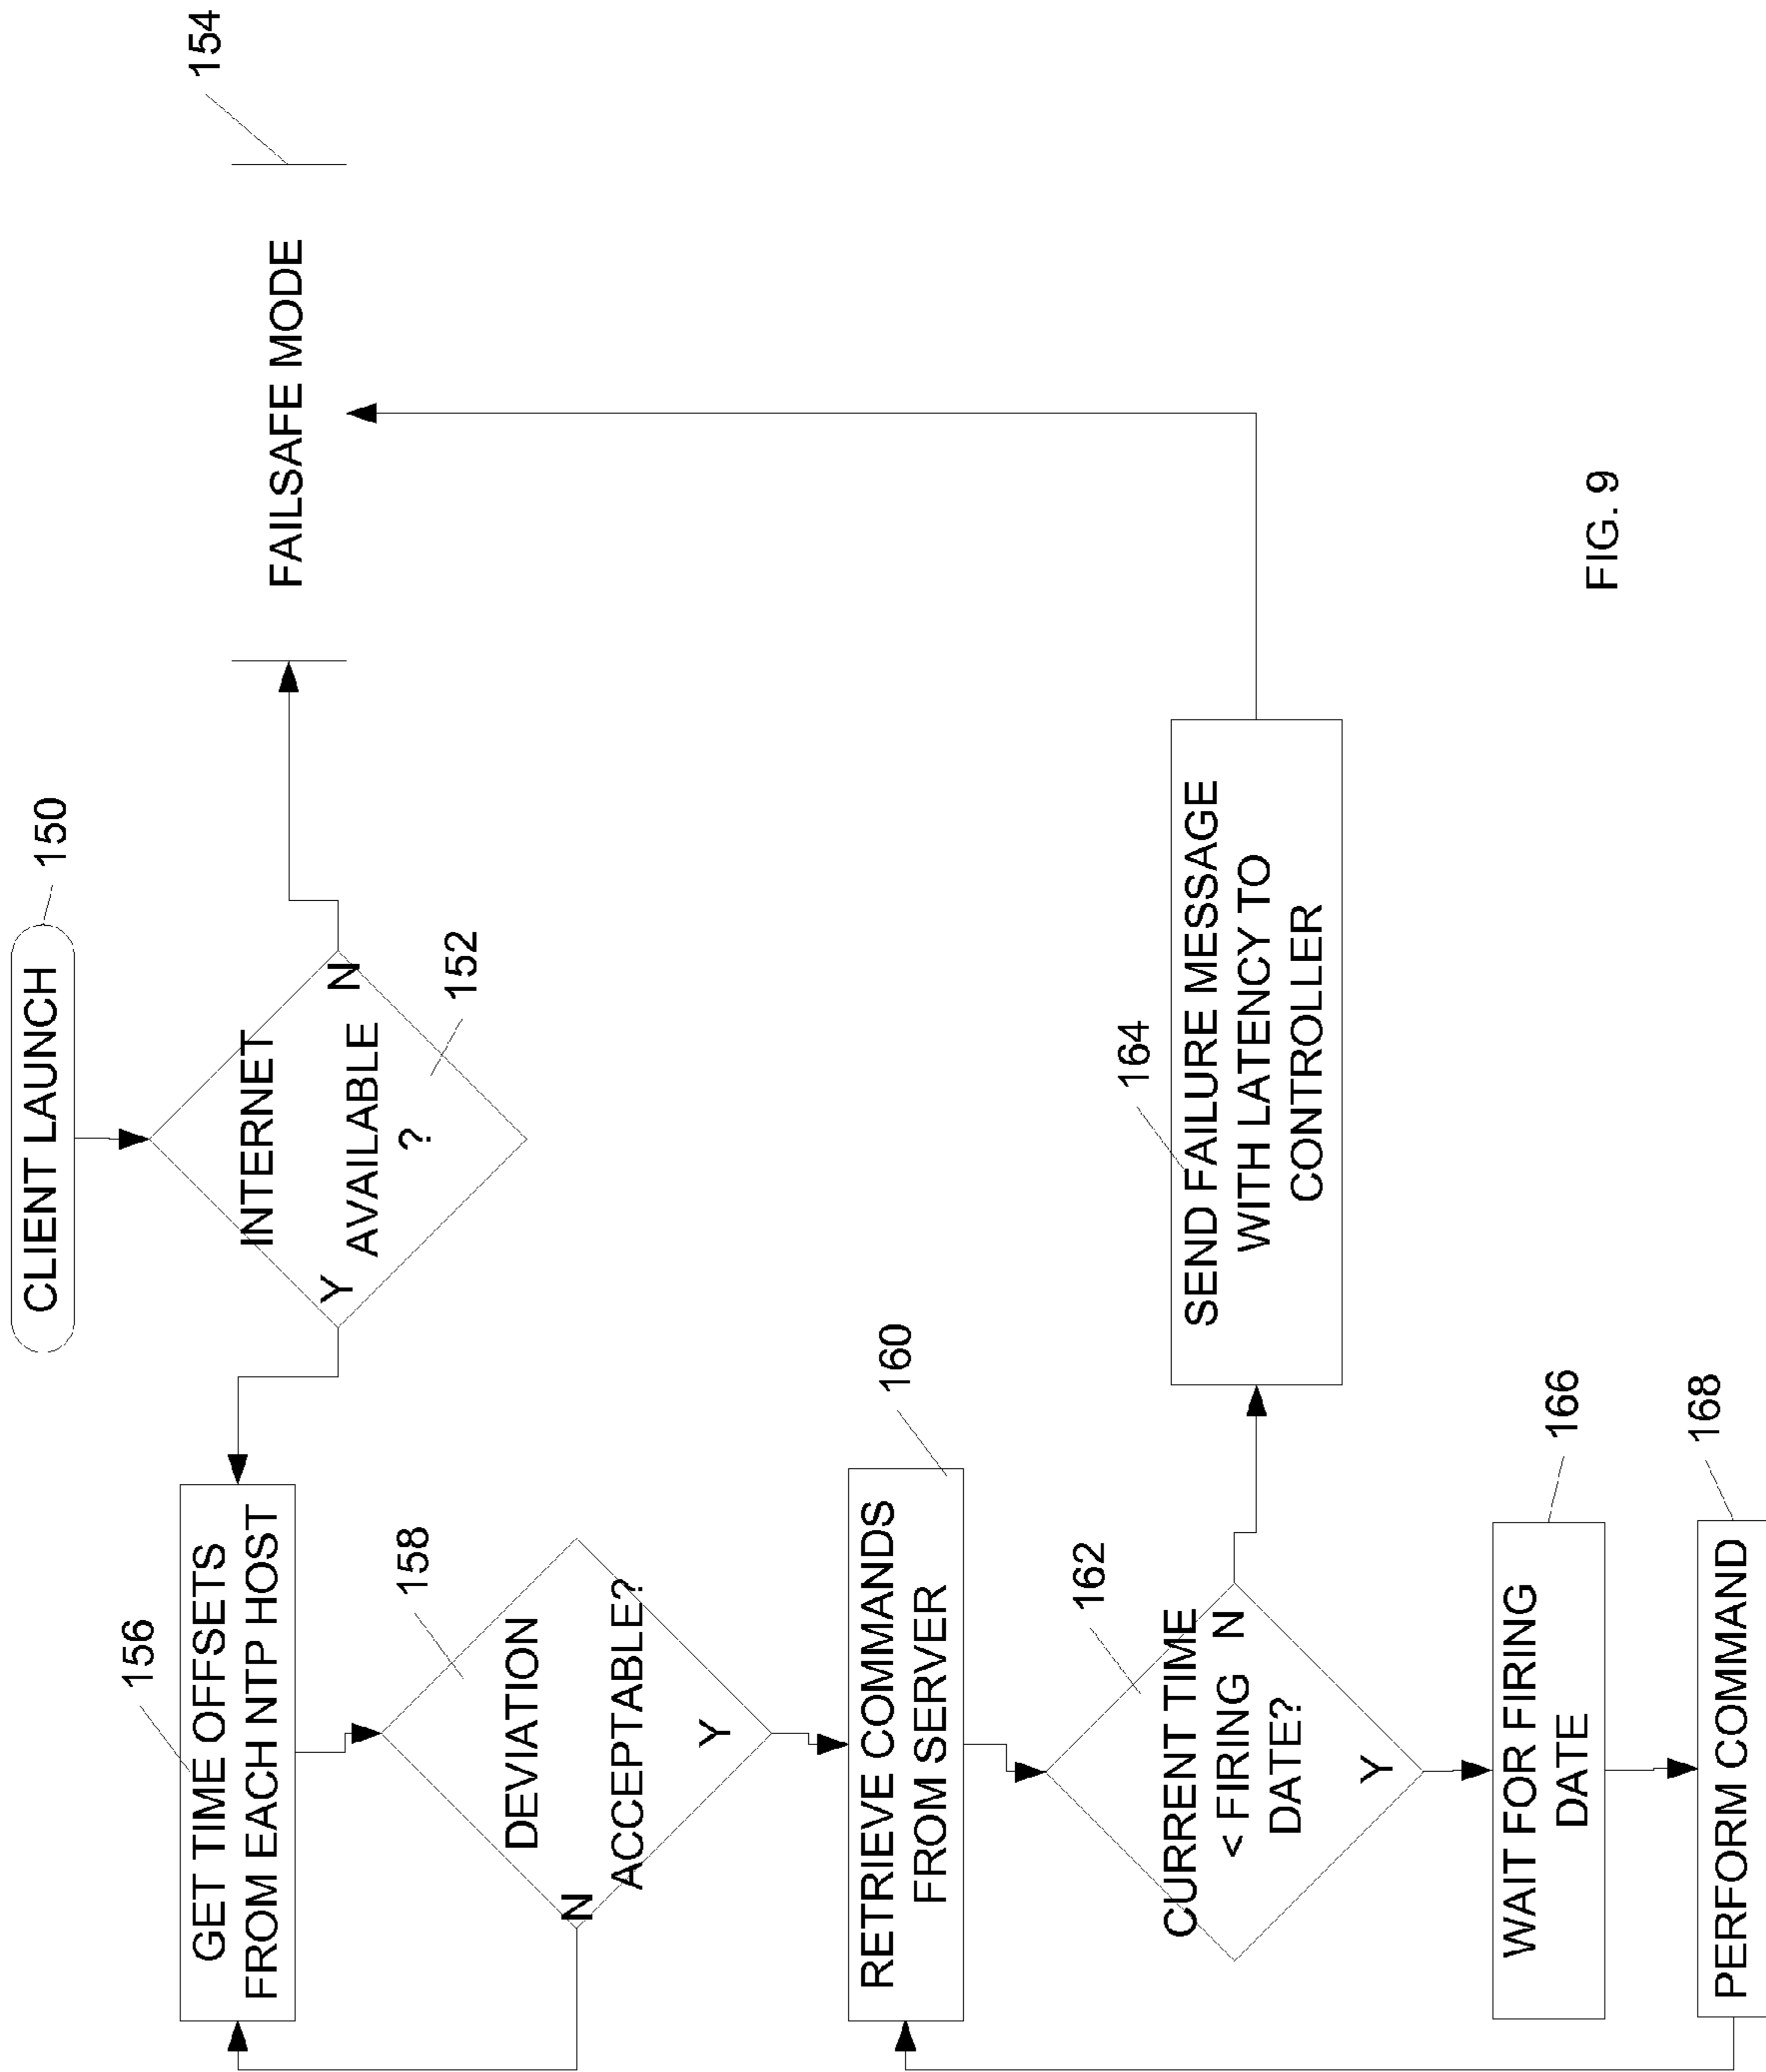 CLIENT LAUNCH
150
INTERNET
AVAILABLE
?
Y
N
152
FAILSAFE MODE
154
156
GET TIME OFFSETS
FROM EACH NTP HOST
158
DEVIATION
ACCEPTABLE?
N
Y
160
RETRIEVE COMMANDS
FROM SERVER
162
CURRENT TIME
< FIRING N
DATE?
Y
164
SEND FAILURE MESSAGE
WITH LATENCY TO
CONTROLLER
166
WAIT FOR FIRING
DATE
168
PERFORM COMMAND
FIG. 9